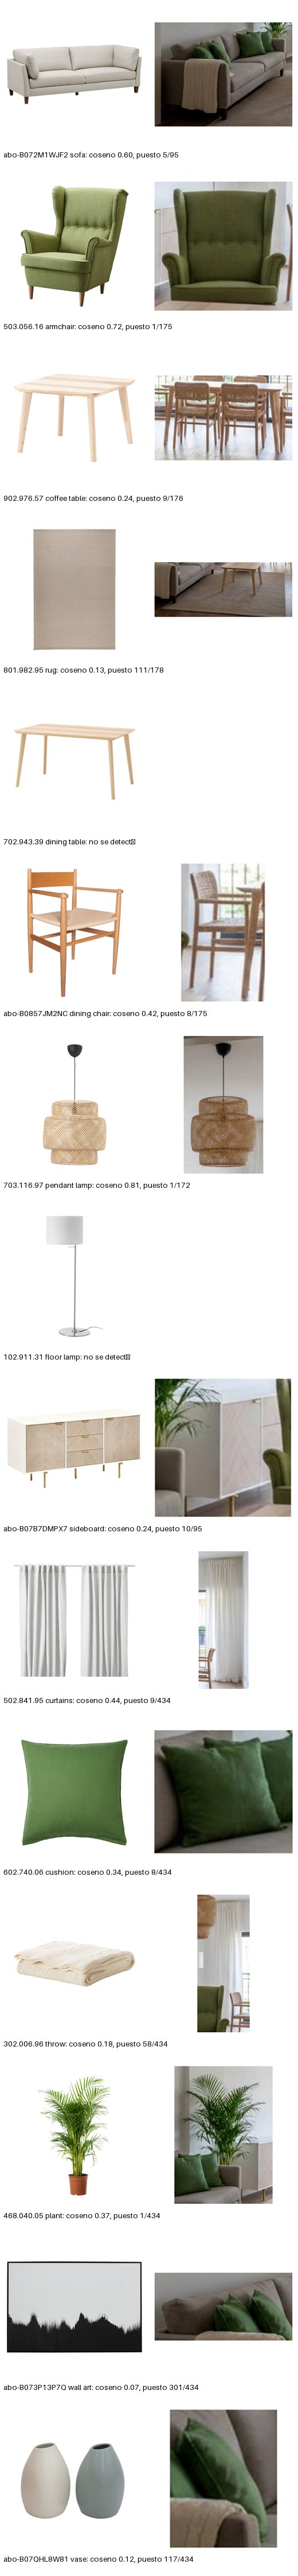 abo-B072M1WJF2 sofa: coseno 0.60, puesto 5/95
503.056.16 armchair: coseno 0.72, puesto 1/175
902.976.57 coffee table: coseno 0.24, puesto 9/176
801.982.95 rug: coseno 0.13, puesto 111/178
702.943.39 dining table: no se detect▯
abo-B0857JM2NC dining chair: coseno 0.42, puesto 8/175
703.116.97 pendant lamp: coseno 0.81, puesto 1/172
102.911.31 floor lamp: no se detect▯
abo-B07B7DMPX7 sideboard: coseno 0.24, puesto 10/95
502.841.95 curtains: coseno 0.44, puesto 9/434
602.740.06 cushion: coseno 0.34, puesto 8/434
302.006.96 throw: coseno 0.18, puesto 58/434
468.040.05 plant: coseno 0.37, puesto 1/434
abo-B073P13P7Q wall art: coseno 0.07, puesto 301/434
abo-B07QHL8W81 vase: coseno 0.12, puesto 117/434